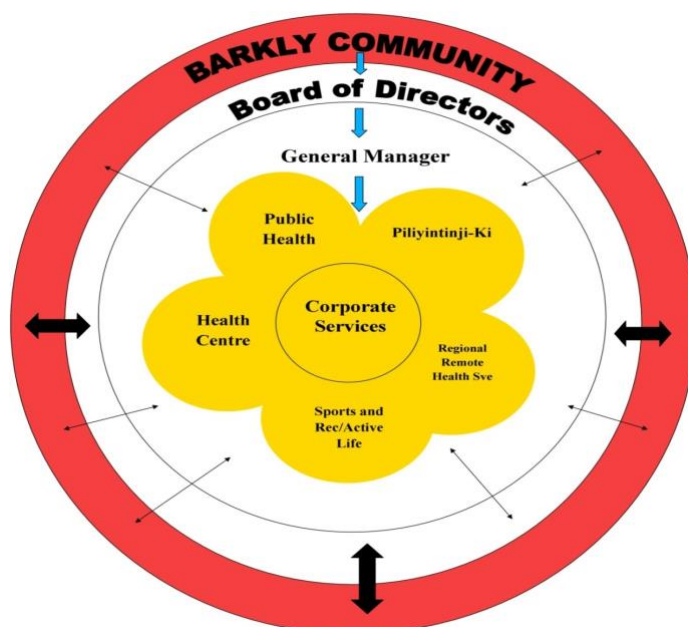 BARKLY COMMUNITY
Board of Directors
General Manager
Public
Health
Piliyintinji-Ki
Health
Centre
Corporate
Services
Regional
Remote
Health Sve
Sports and
Rec/Active
Life